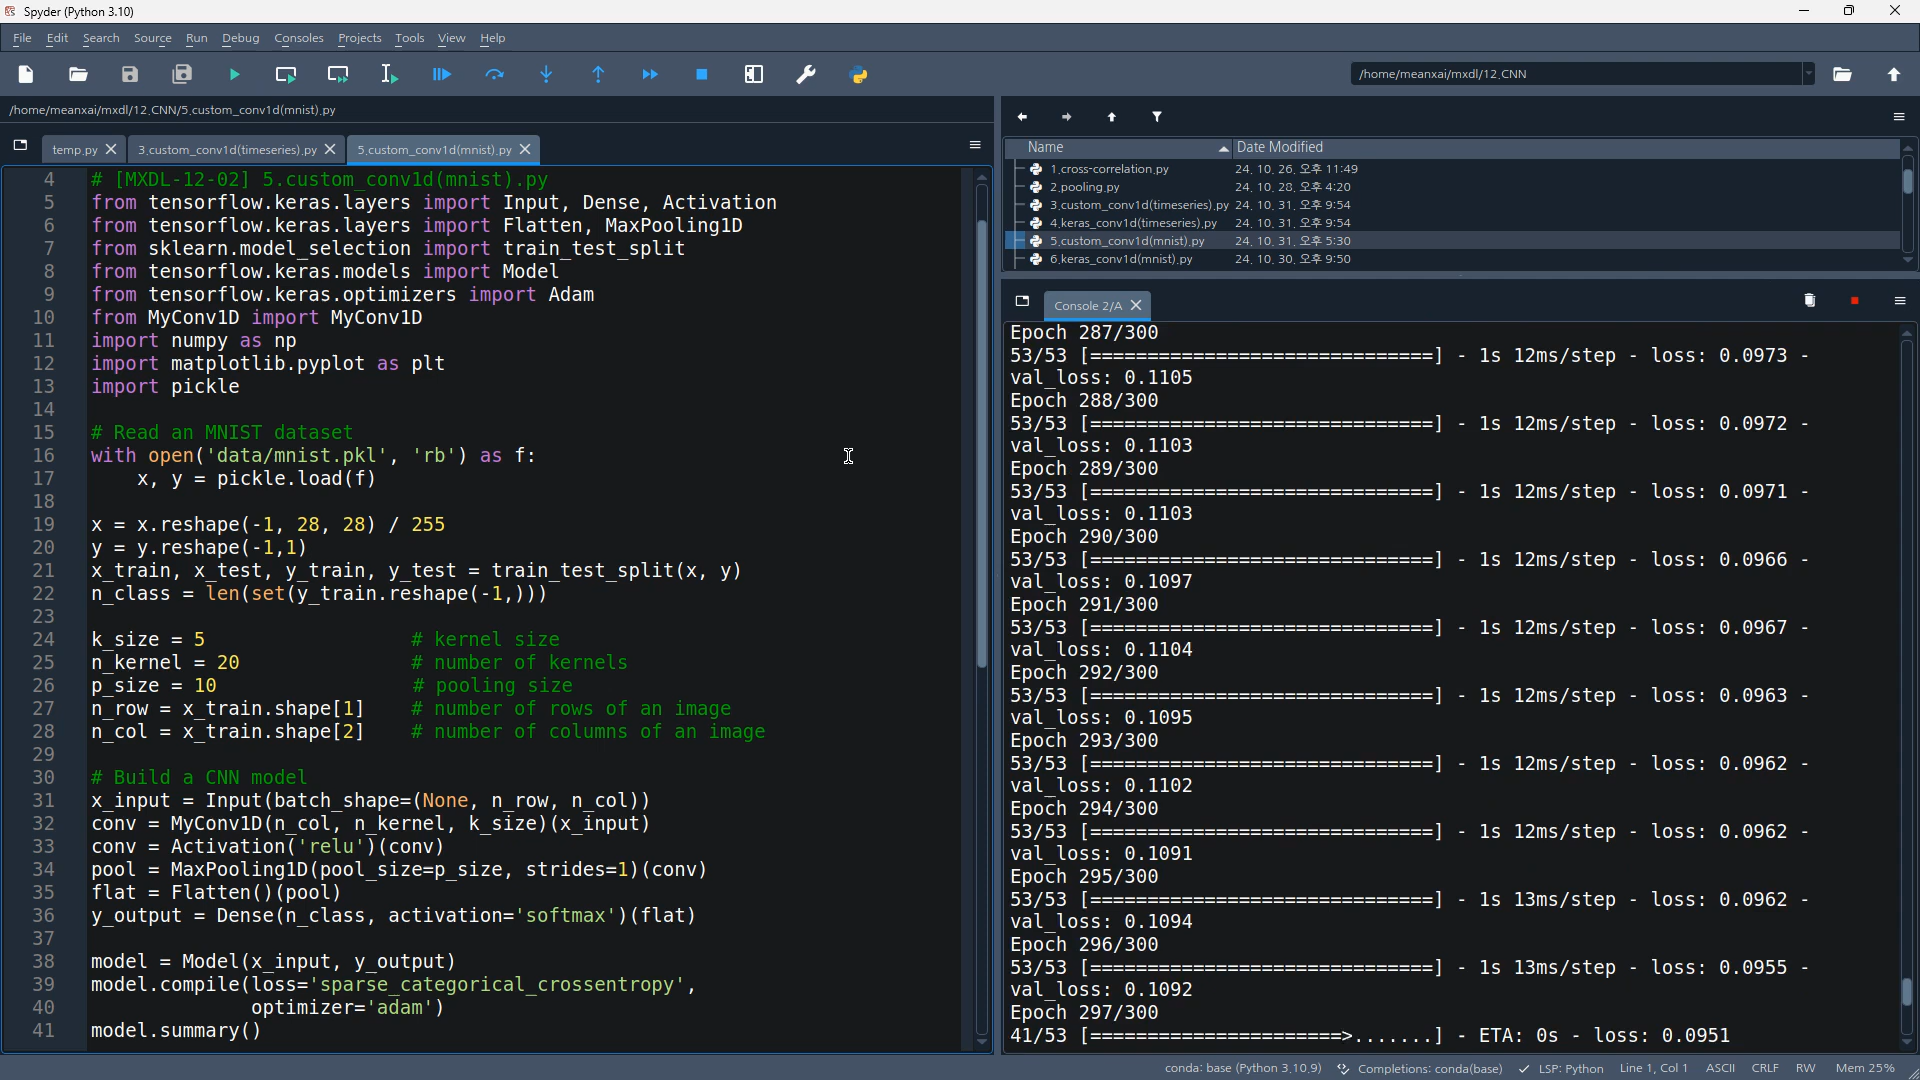 Spyder (Python 3.10)
File Edit Search Source Run Debug Consoles Projects Tools View Help
/home/meanxai/mxdl/12.CNN
/home/meanxai/mxdl/12.CNN/5.custom_conv1d(mnist).py
temp.py 3.custom_conv1d(timeseries).py 5.custom_conv1d(mnist).py
4 # [MXDL-12-02] 5.custom_conv1d(mnist).py
5 from tensorflow.keras.layers import Input, Dense, Activation
6 from tensorflow.keras.layers import Flatten, MaxPooling1D
7 from sklearn.model_selection import train_test_split
8 from tensorflow.keras.models import Model
9 from tensorflow.keras.optimizers import Adam
10 from MyConv1D import MyConv1D
11 import numpy as np
12 import matplotlib.pyplot as plt
13 import pickle
14
15 # Read an MNIST dataset
16 with open('data/mnist.pkl', 'rb') as f:
17     x, y = pickle.load(f)
18
19 x = x.reshape(-1, 28, 28) / 255
20 y = y.reshape(-1,1)
21 x_train, x_test, y_train, y_test = train_test_split(x, y)
22 n_class = len(set(y_train.reshape(-1,)))
23
24 k_size = 5 # kernel size
25 n_kernel = 20 # number of kernels
26 p_size = 10 # pooling size
27 n_row = x_train.shape[1] # number of rows of an image
28 n_col = x_train.shape[2] # number of columns of an image
29
30 # Build a CNN model
31 x_input = Input(batch_shape=(None, n_row, n_col))
32 conv = MyConv1D(n_col, n_kernel, k_size)(x_input)
33 conv = Activation('relu')(conv)
34 pool = MaxPooling1D(pool_size=p_size, strides=1)(conv)
35 flat = Flatten()(pool)
36 y_output = Dense(n_class, activation='softmax')(flat)
37
38 model = Model(x_input, y_output)
39 model.compile(loss='sparse_categorical_crossentropy',
40               optimizer='adam')
41 model.summary()
Name Date Modified
1.cross-correlation.py 24. 10. 26. 오후 11:49
2.pooling.py 24. 10. 28. 오후 4:20
3.custom_conv1d(timeseries).py 24. 10. 31. 오후 9:54
4.keras_conv1d(timeseries).py 24. 10. 31. 오후 9:54
5.custom_conv1d(mnist).py 24. 10. 31. 오후 5:30
6.keras_conv1d(mnist).py 24. 10. 30. 오후 9:50
Console 2/A
Epoch 287/300
53/53 [==============================] - 1s 12ms/step - loss: 0.0973 -
val_loss: 0.1105
Epoch 288/300
53/53 [==============================] - 1s 12ms/step - loss: 0.0972 -
val_loss: 0.1103
Epoch 289/300
53/53 [==============================] - 1s 12ms/step - loss: 0.0971 -
val_loss: 0.1103
Epoch 290/300
53/53 [==============================] - 1s 12ms/step - loss: 0.0966 -
val_loss: 0.1097
Epoch 291/300
53/53 [==============================] - 1s 12ms/step - loss: 0.0967 -
val_loss: 0.1104
Epoch 292/300
53/53 [==============================] - 1s 12ms/step - loss: 0.0963 -
val_loss: 0.1095
Epoch 293/300
53/53 [==============================] - 1s 12ms/step - loss: 0.0962 -
val_loss: 0.1102
Epoch 294/300
53/53 [==============================] - 1s 12ms/step - loss: 0.0962 -
val_loss: 0.1091
Epoch 295/300
53/53 [==============================] - 1s 13ms/step - loss: 0.0962 -
val_loss: 0.1094
Epoch 296/300
53/53 [==============================] - 1s 13ms/step - loss: 0.0955 -
val_loss: 0.1092
Epoch 297/300
41/53 [======================>.......] - ETA: 0s - loss: 0.0951
conda: base (Python 3.10.9) Completions: conda(base) LSP: Python Line 1, Col 1 ASCII CRLF RW Mem 25%